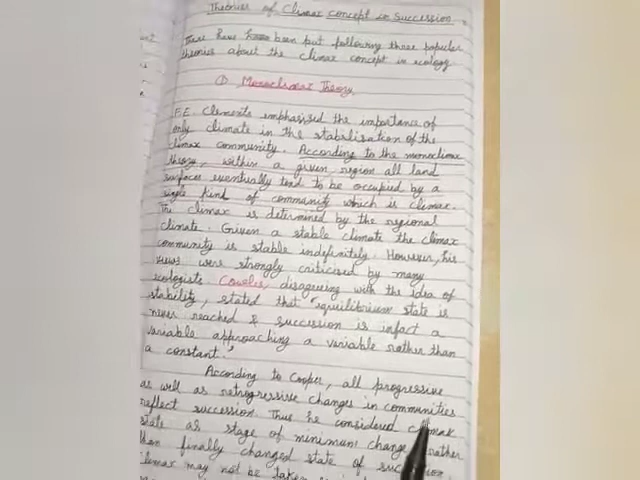 Theories of Climax concept in Succession
There have been put following three popular
theories about the climax concept in ecology
① Monoclimax Theory
F.E. Clements emphasised the importance of
only climate in the stabilisation of the
climax community. According to the monoclimax
theory, within a given region all land
surfaces eventually tend to be occupied by a
single kind of community which is climax.
The climax is determined by the regional
climate. Given a stable climate the climax
community is stable indefinitely. However, his
views were strongly criticised by many
ecologists Cowles, disagreeing with the idea of
stability, stated that "equilibrium state is
never reached & succession is infact a
variable approaching a variable rather than
a constant."
According to Cooper, all progressive
as well as retrogressive changes in communities
reflect succession. Thus he considered climax
state as stage of minimum change rather
than finally changed state of succession.
Climax may not be taken